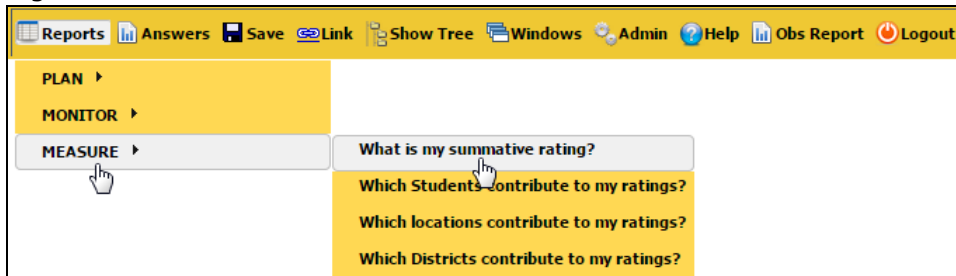 Reports Answers Save Link Show Tree Windows Admin Help Obs Report Logout
PLAN
MONITOR
MEASURE What is my summative rating?
Which Students contribute to my ratings?
Which locations contribute to my ratings?
Which Districts contribute to my ratings?